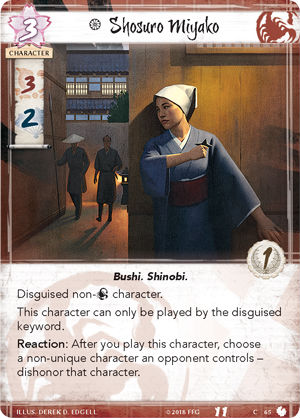 3
Shosuro Miyako
CHARACTER
3
2
Bushi. Shinobi.
1
Disguised non- character.
This character can only be played by the disguised
keyword.
Reaction: After you play this character, choose
a non-unique character an opponent controls –
dishonor that character.
ILLUS. DEREK D. EDGELL
© 2018 FFG
11
C 65